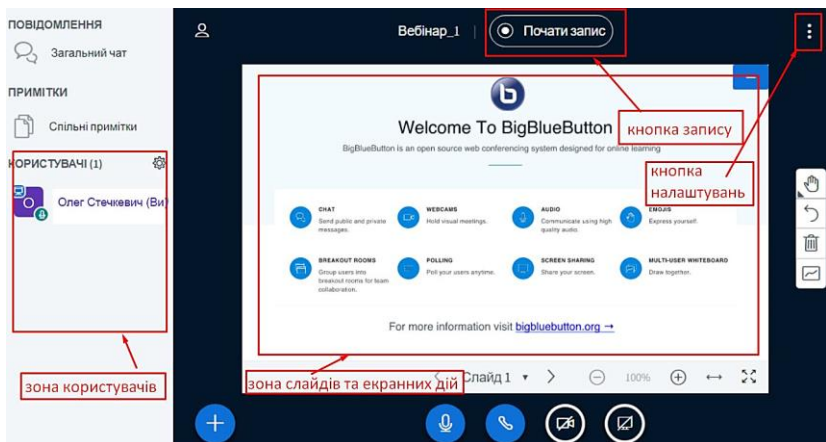 ПОВІДОМЛЕННЯ
Загальний чат
ПРИМІТКИ
Спільні примітки
КОРИСТУВАЧІ (1)
Олег Стечкевич (Ви)
зона користувачів
Вебінар_1
Почати запис
Welcome To BigBlueButton
BigBlueButton is an open source web conferencing system designed for online learning
кнопка запису
кнопка
налаштувань
CHAT
Send public and private
messages.
WEBCAMS
Hold visual meetings.
AUDIO
Communicate using high
quality audio.
EMOJIS
Express yourself.
BREAKOUT ROOMS
Group users into
breakout rooms for team
collaboration.
POLLING
Poll your users anytime.
SCREEN SHARING
Share your screen.
MULTI-USER WHITEBOARD
Draw together.
For more information visit bigbluebutton.org →
зона слайдів та екранних дій
Слайд 1
100%